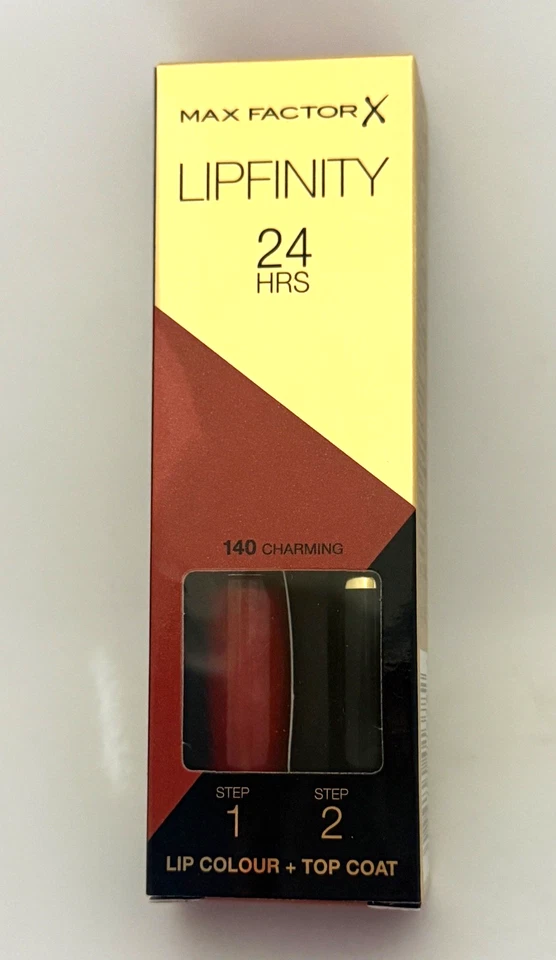 MAX FACTOR X
LIPFINITY
24
HRS
140 CHARMING
STEP STEP
1 2
LIP COLOUR + TOP COAT